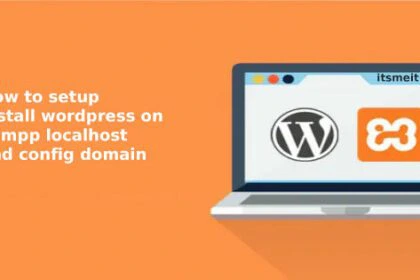 ow to setup
stall wordpress on
mpp localhost
nd config domain
itsmeit